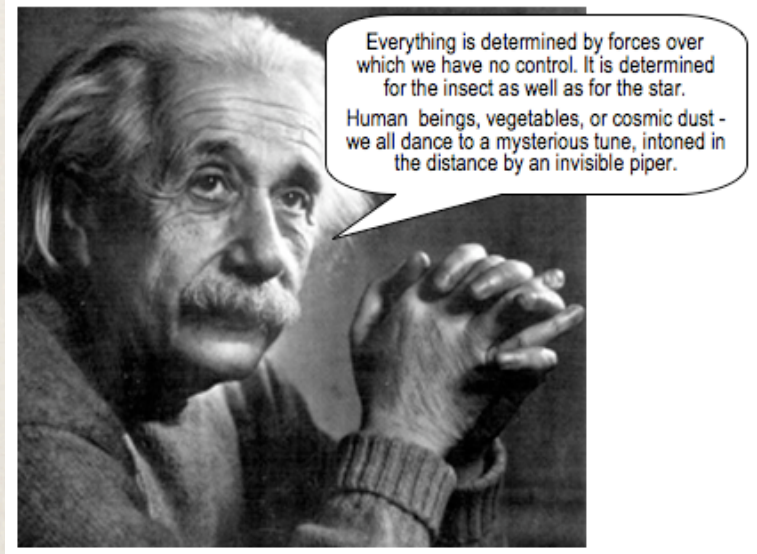 Everything is determined by forces over
which we have no control. It is determined
for the insect as well as for the star.
Human beings, vegetables, or cosmic dust -
we all dance to a mysterious tune, intoned in
the distance by an invisible piper.